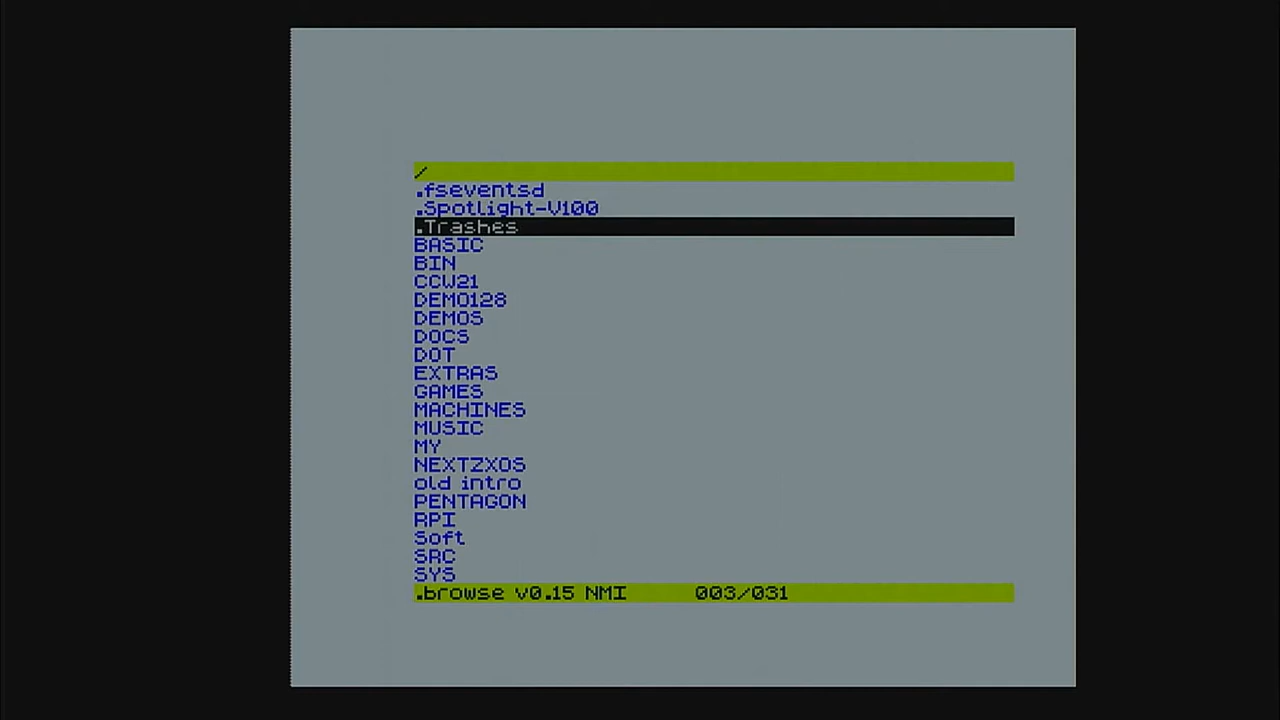 /
.fseventsd
.Spotlight-V100
.Trashes
BASIC
BIN
CCW21
DEMO128
DEMOS
DOCS
DOT
EXTRAS
GAMES
MACHINES
MUSIC
MY
NEXTZXOS
old intro
PENTAGON
RPI
Soft
SRC
SYS
.browse v0.15 NMI 003/031